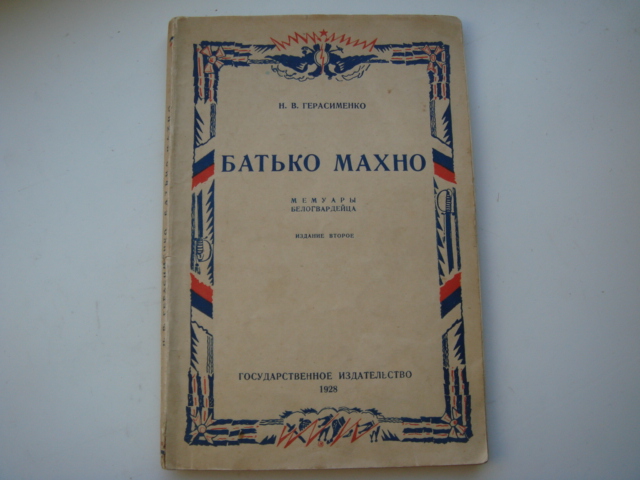 Н. В. ГЕРАСИМЕНКО
БАТЬКО МАХНО
МЕМУАРЫ
БЕЛОГВАРДЕЙЦА
ИЗДАНИЕ ВТОРОЕ
ГОСУДАРСТВЕННОЕ ИЗДАТЕЛЬСТВО
1928